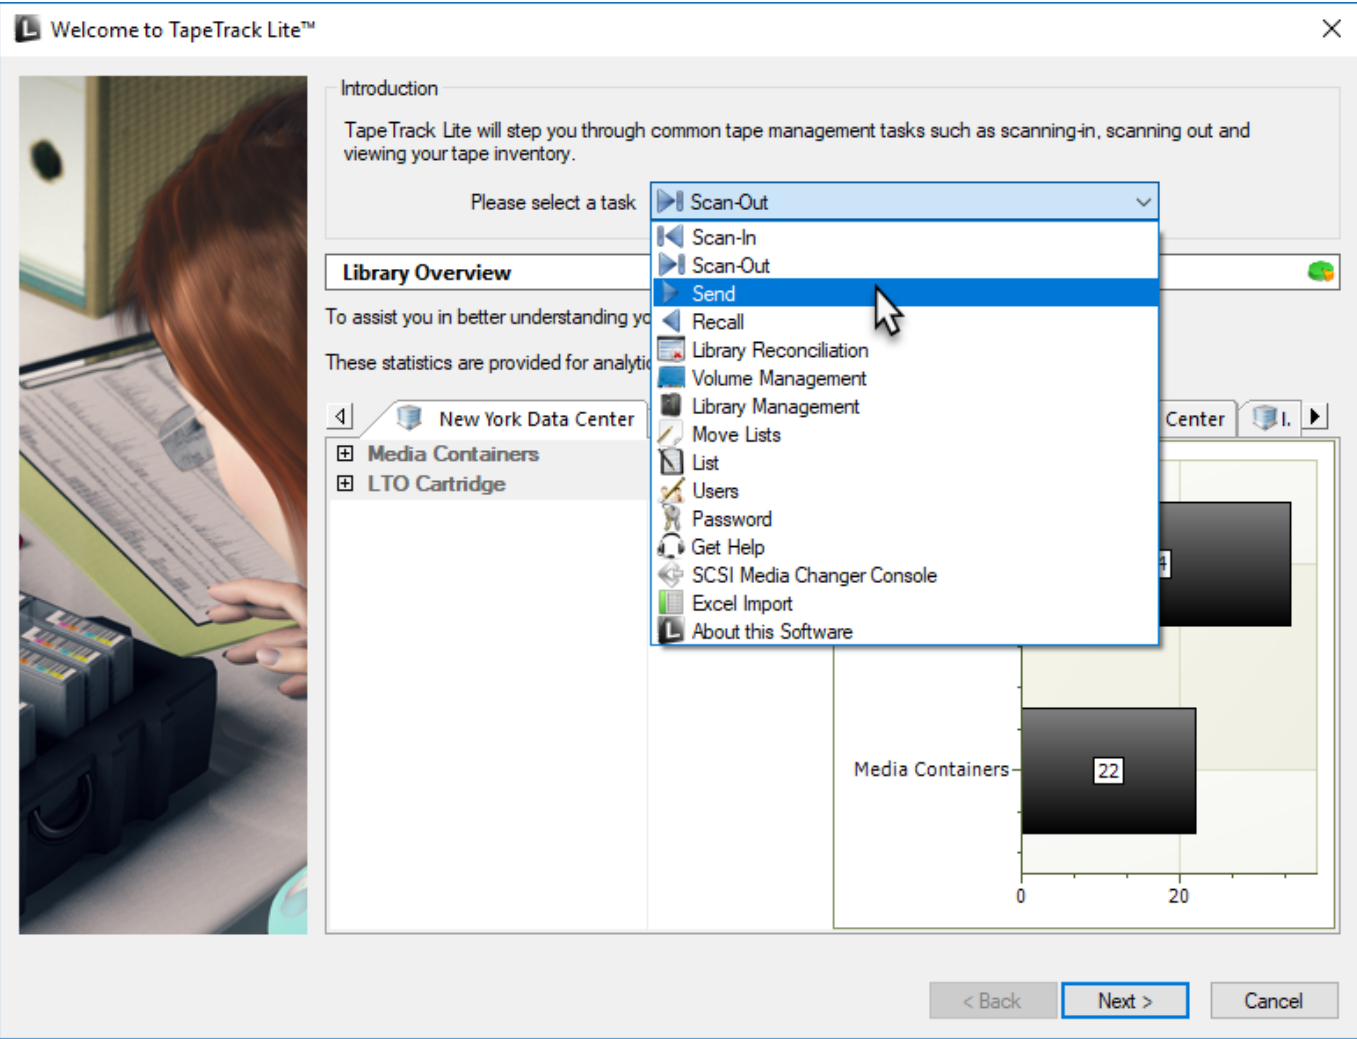 Welcome to TapeTrack Lite™
Introduction
TapeTrack Lite will step you through common tape management tasks such as scanning-in, scanning out and
viewing your tape inventory.
Please select a task
Scan-Out
Scan-In
Scan-Out
Send
Recall
Library Reconciliation
Volume Management
Library Management
Move Lists
List
Users
Password
Get Help
SCSI Media Changer Console
Excel Import
About this Software
Library Overview
To assist you in better understanding
These statistics are provided for
New York Data Center
Center
Media Containers
LTO Cartridge
Media Containers
22
0 20
< Back
Next >
Cancel